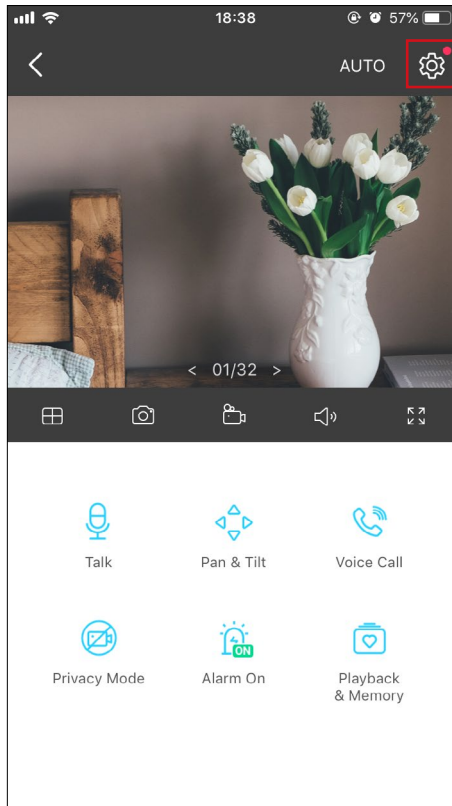 18:38
57%
AUTO
< 01/32 >
Talk
Pan & Tilt
Voice Call
ON
Privacy Mode
Alarm On
Playback
& Memory